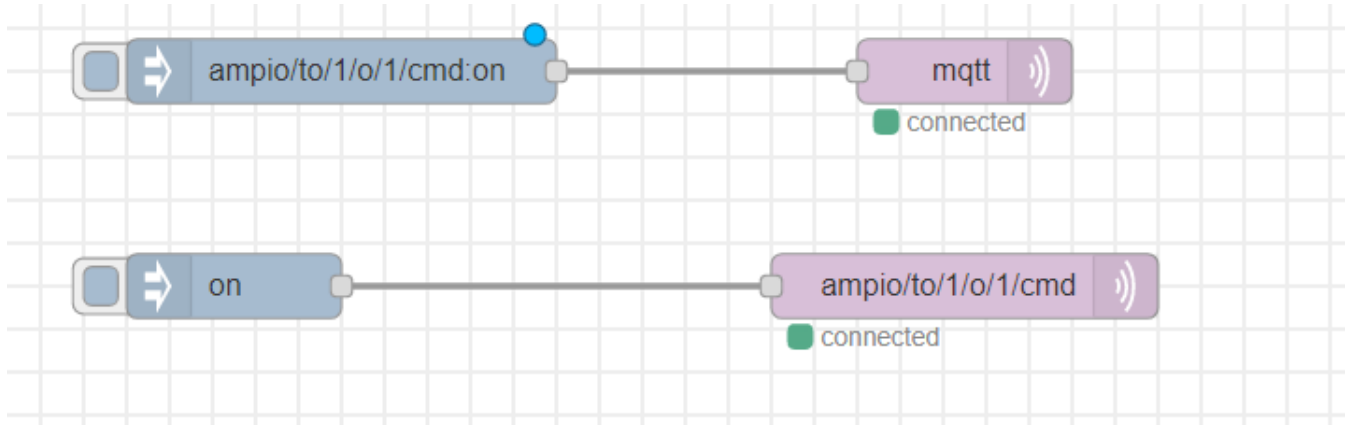 ampio/to/1/o/1/cmd:on
mqtt
connected
on
ampio/to/1/o/1/cmd
connected